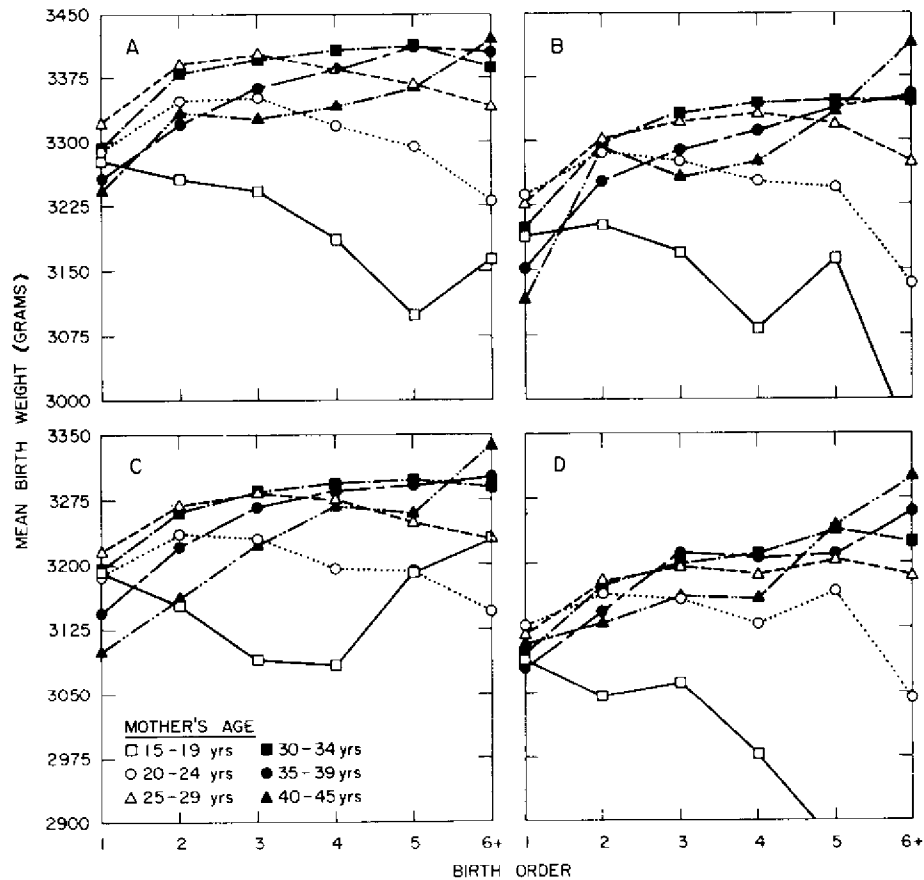 MEAN BIRTH WEIGHT (GRAMS)
3450
3375
3300
3225
3150
3075
3000
A
B
3350
3275
3200
3125
3050
2975
2900
C
D
MOTHER'S AGE
15-19 yrs
20-24 yrs
25-29 yrs
30-34 yrs
35-39 yrs
40-45 yrs
1 2 3 4 5 6+
1 2 3 4 5 6+
BIRTH ORDER